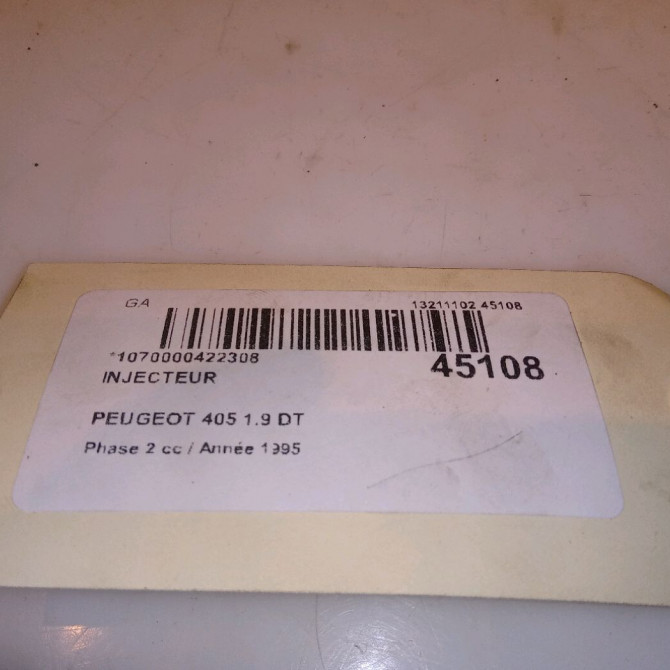 GA 13211102 45108
*1070000422308 45108
INJECTEUR
PEUGEOT 405 1.9 DT
Phase 2 cc / Année 1995